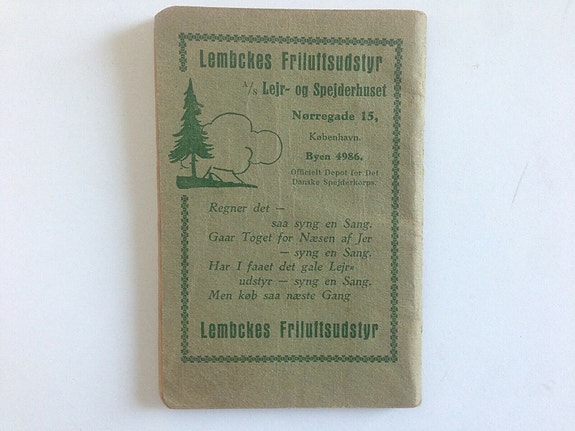 Lembckes Friluftsudstyr
A/S Lejr- og Spejderhuset
Nørregade 15,
København.
Byen 4986.
Officielt Depot for Det
Danske Spejderkorps.
Regner det —
saa syng en Sang.
Gaar Toget for Næsen af Jer
— syng en Sang.
Har I faaet det gale Lejr-
udstyr — syng en Sang.
Men køb saa næste Gang
Lembckes Friluftsudstyr